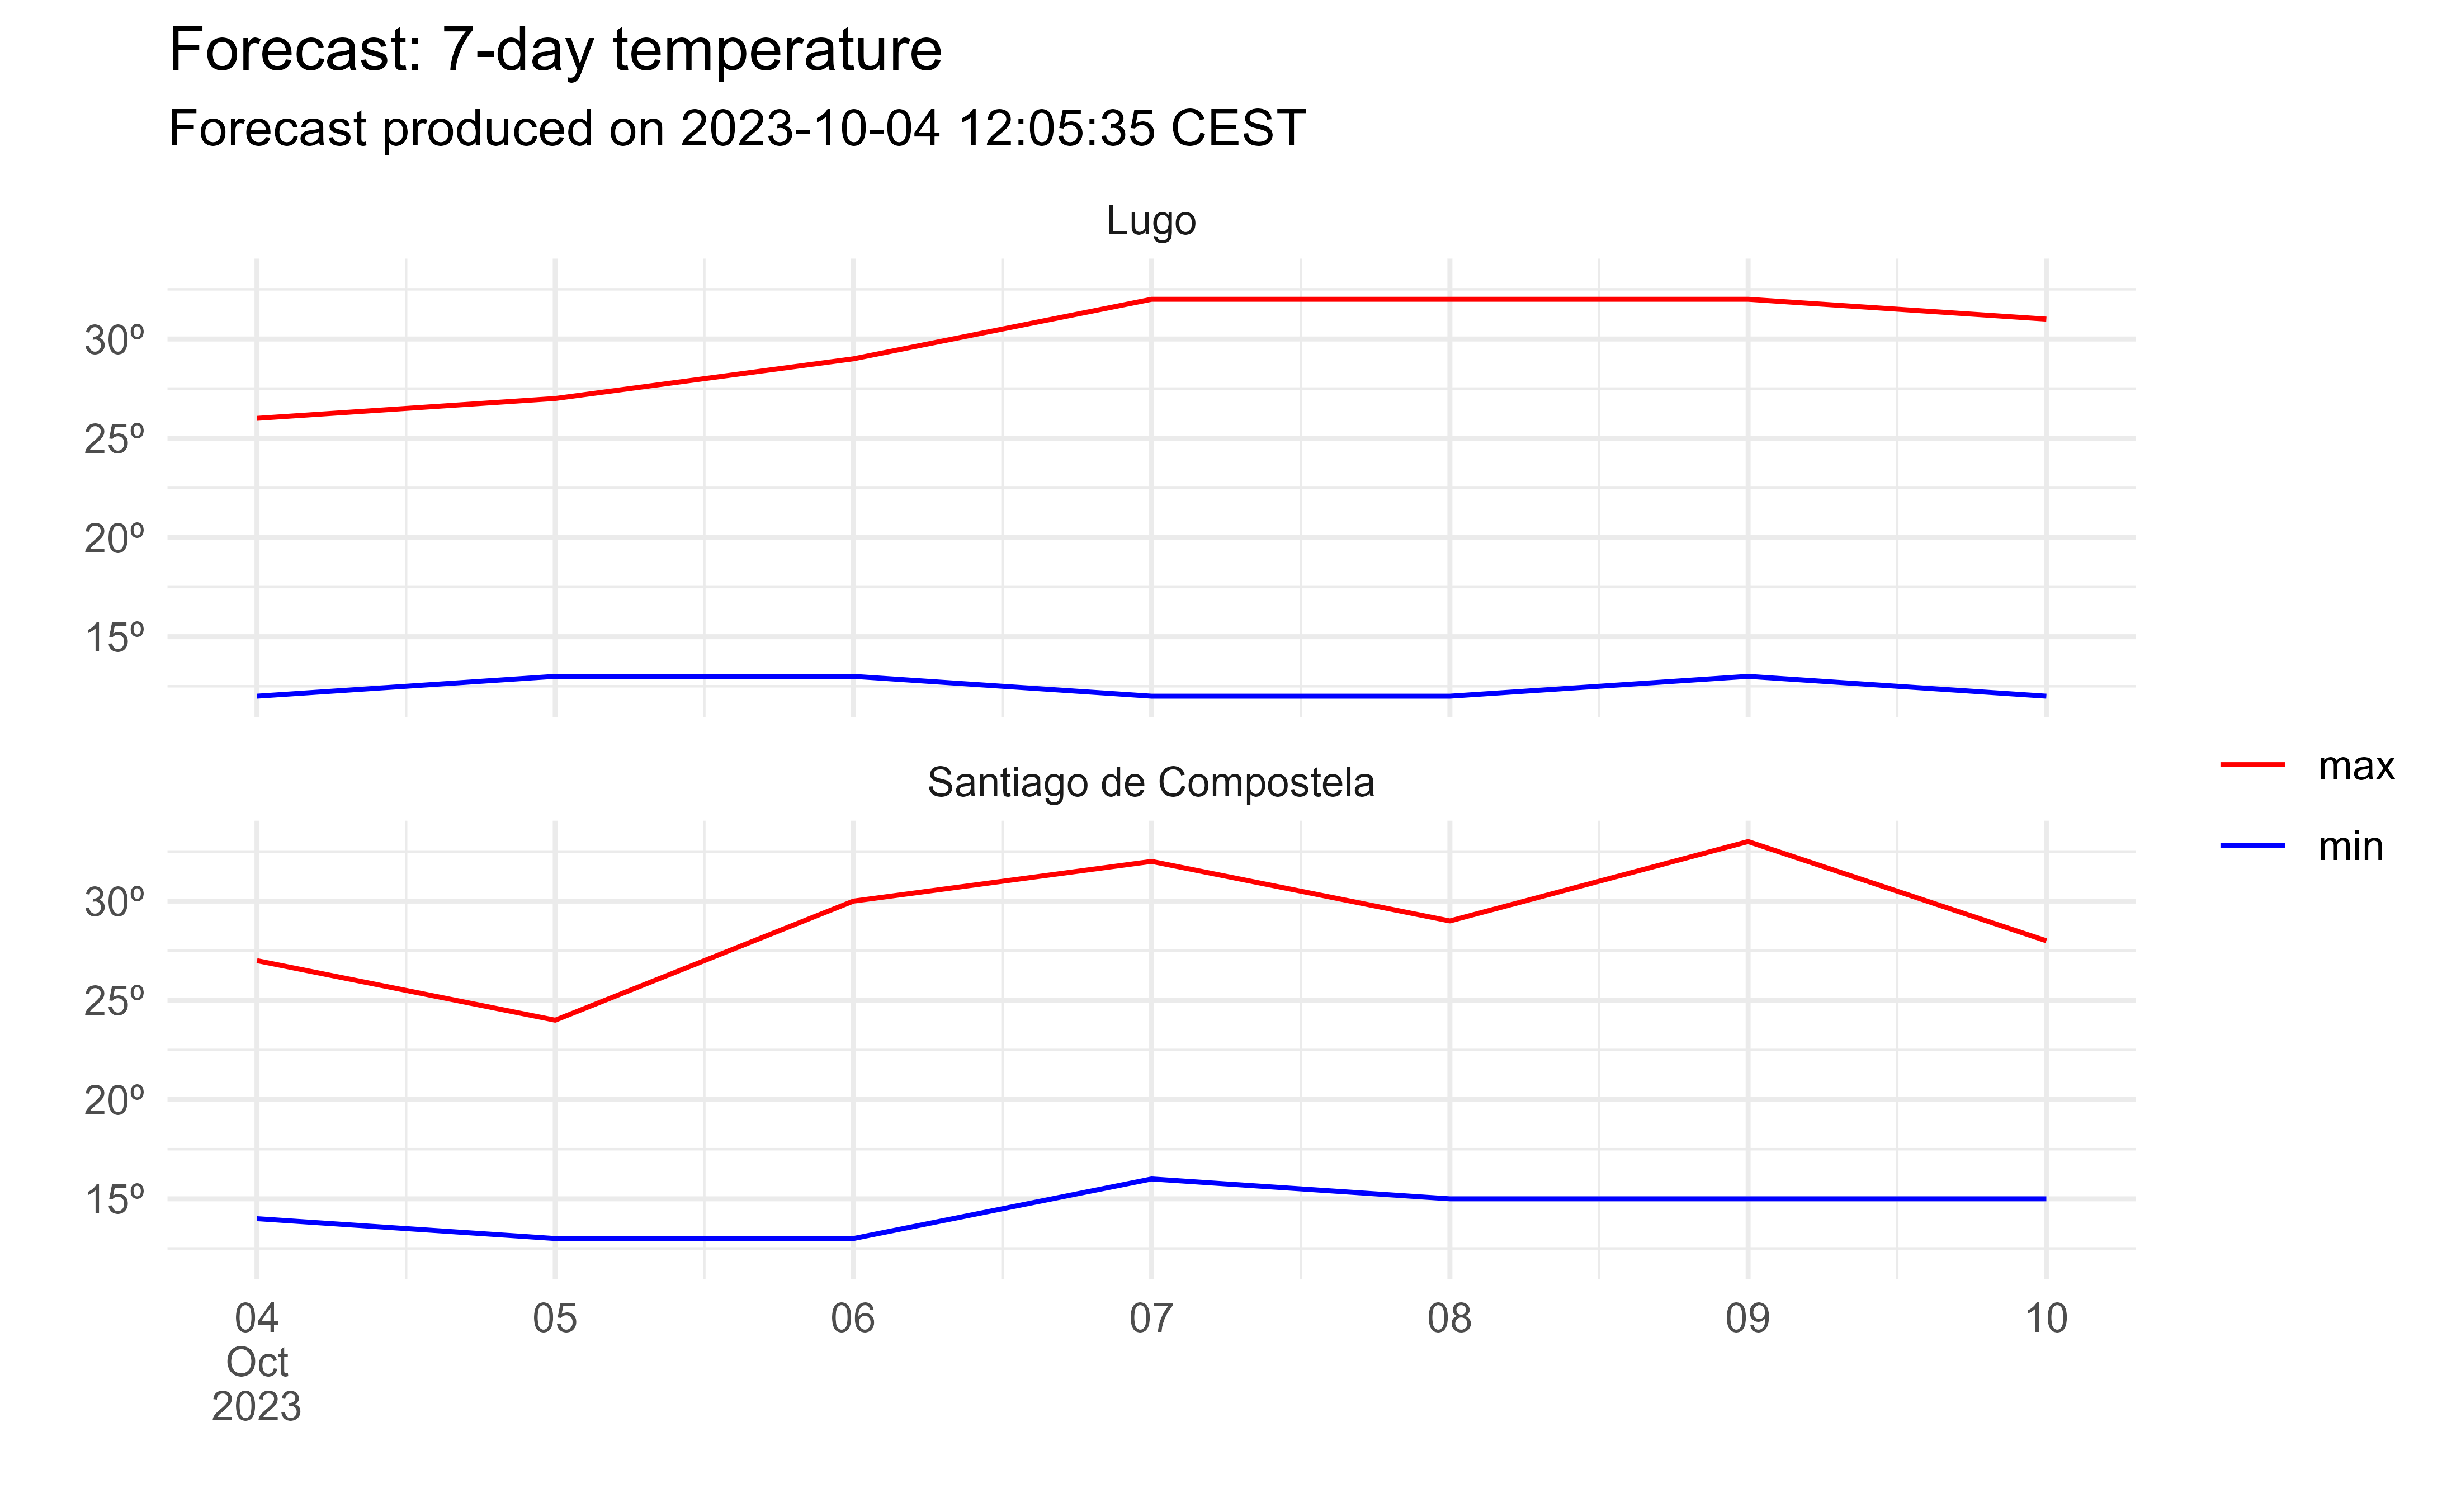 Forecast: 7-day temperature
Forecast produced on 2023-10-04 12:05:35 CEST
Lugo
30º
25º
20º
15º
Santiago de Compostela
30º
25º
20º
15º
04 05 06 07 08 09 10
Oct
2023
max
min